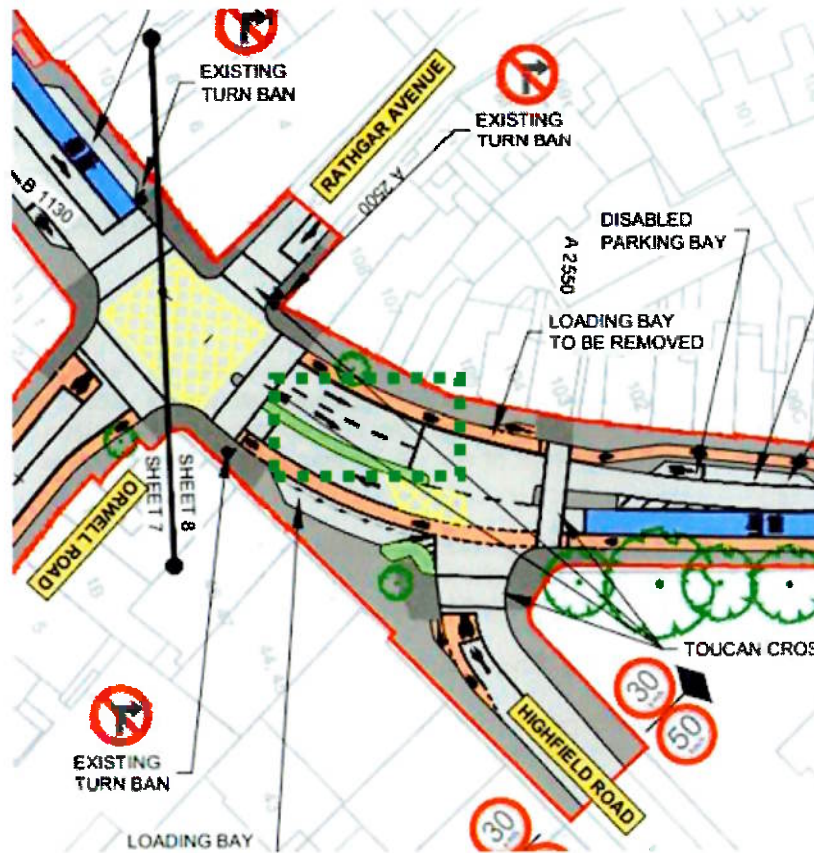 EXISTING
TURN BAN
RATHGAR AVENUE
EXISTING
TURN BAN
A 2500
B 1130
DISABLED
PARKING BAY
A 2550
LOADING BAY
TO BE REMOVED
SHEET 8
SHEET 7
ORWELL ROAD
TOUCAN CROS
30
50
HIGHFIELD ROAD
EXISTING
TURN BAN
LOADING BAY
30